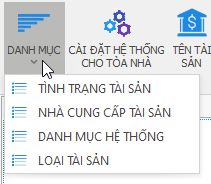 DANH MỤC
CÀI ĐẶT HỆ THỐNG
CHO TÒA NHÀ
TÊN TÀI
SẢN
TÌNH TRẠNG TÀI SẢN
NHÀ CUNG CẤP TÀI SẢN
DANH MỤC HỆ THỐNG
LOẠI TÀI SẢN